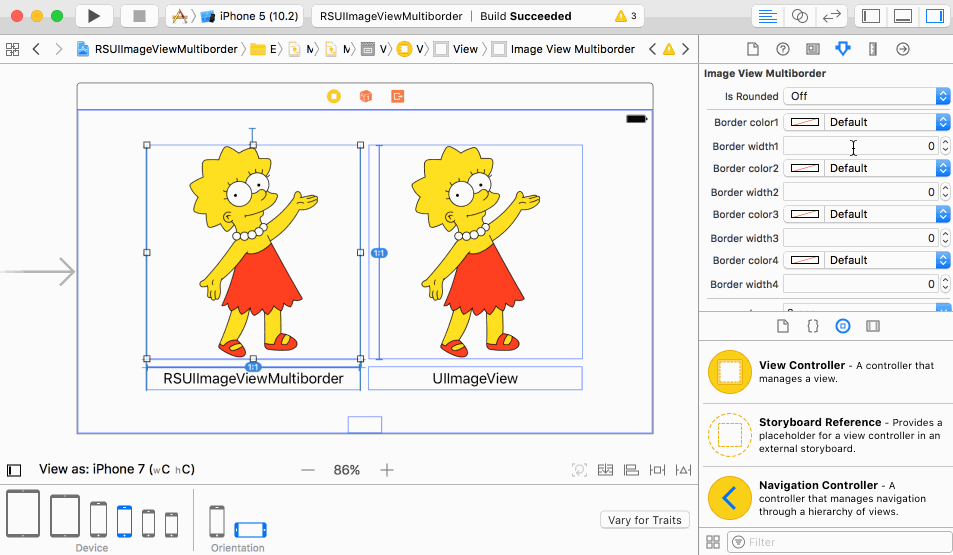 iPhone 5 (10.2)
RSUIImageViewMultiborder | Build Succeeded
3
RSUIImageViewMultiborder
E
M
M
V
V
View
Image View Multiborder
Image View Multiborder
Is Rounded
Off
Border color1
Default
Border width1
0
Border color2
Default
Border width2
0
Border color3
Default
Border width3
0
Border color4
Default
Border width4
0
1:1
1:1
RSUIImageViewMultiborder
UIImageView
View Controller - A controller that
manages a view.
Storyboard Reference - Provides a
placeholder for a view controller in an
external storyboard.
Navigation Controller - A
controller that manages navigation
through a hierarchy of views.
View as: iPhone 7 (wC hC)
86%
Vary for Traits
Device
Orientation
Filter